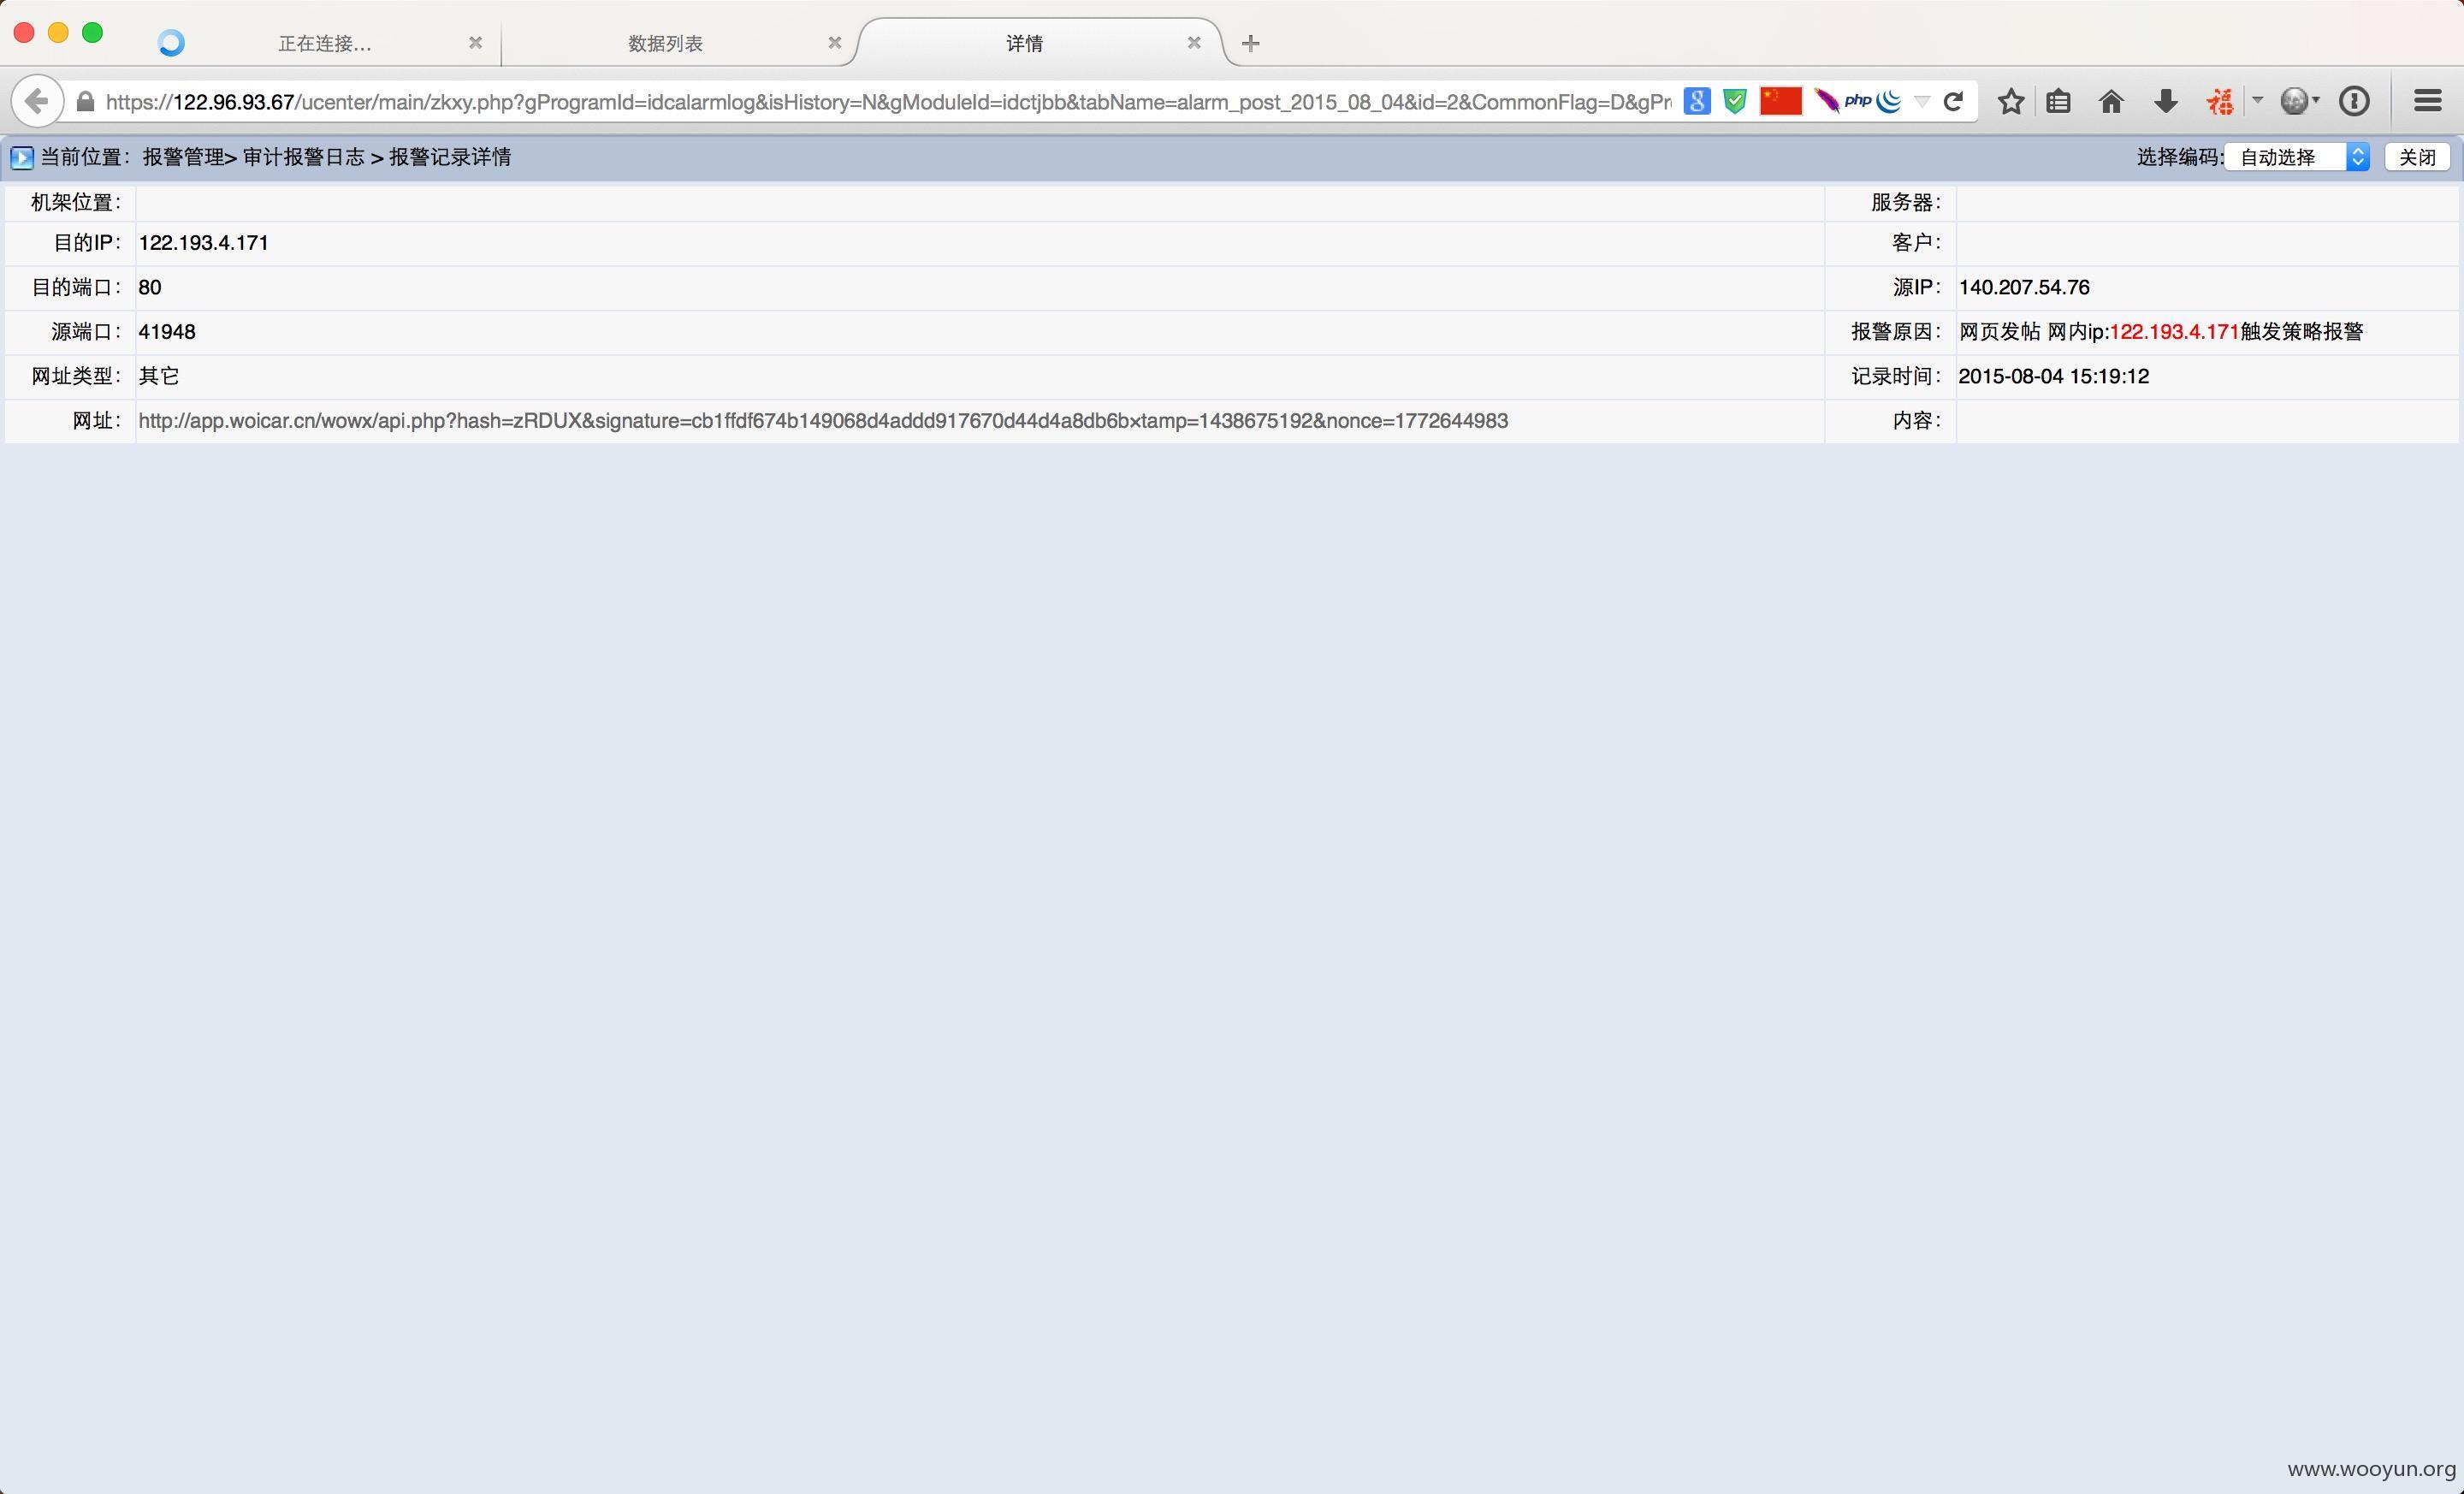 正在连接…
数据列表
详情
https://122.96.93.67/ucenter/main/zkxy.php?gProgramId=idcalarmlog&isHistory=N&gModuleId=idctjbb&tabName=alarm_post_2015_08_04&id=2&CommonFlag=D&gPr
php
福
当前位置：报警管理> 审计报警日志 > 报警记录详情
选择编码:自动选择 关闭
机架位置：
服务器：
目的IP：122.193.4.171
客户：
目的端口：80
源IP：140.207.54.76
源端口：41948
报警原因：网页发帖 网内ip:122.193.4.171触发策略报警
网址类型：其它
记录时间：2015-08-04 15:19:12
网址：http://app.woicar.cn/wowx/api.php?hash=zRDUX&signature=cb1ffdf674b149068d4addd917670d44d4a8db6b×tamp=1438675192&nonce=1772644983
内容：
www.wooyun.org